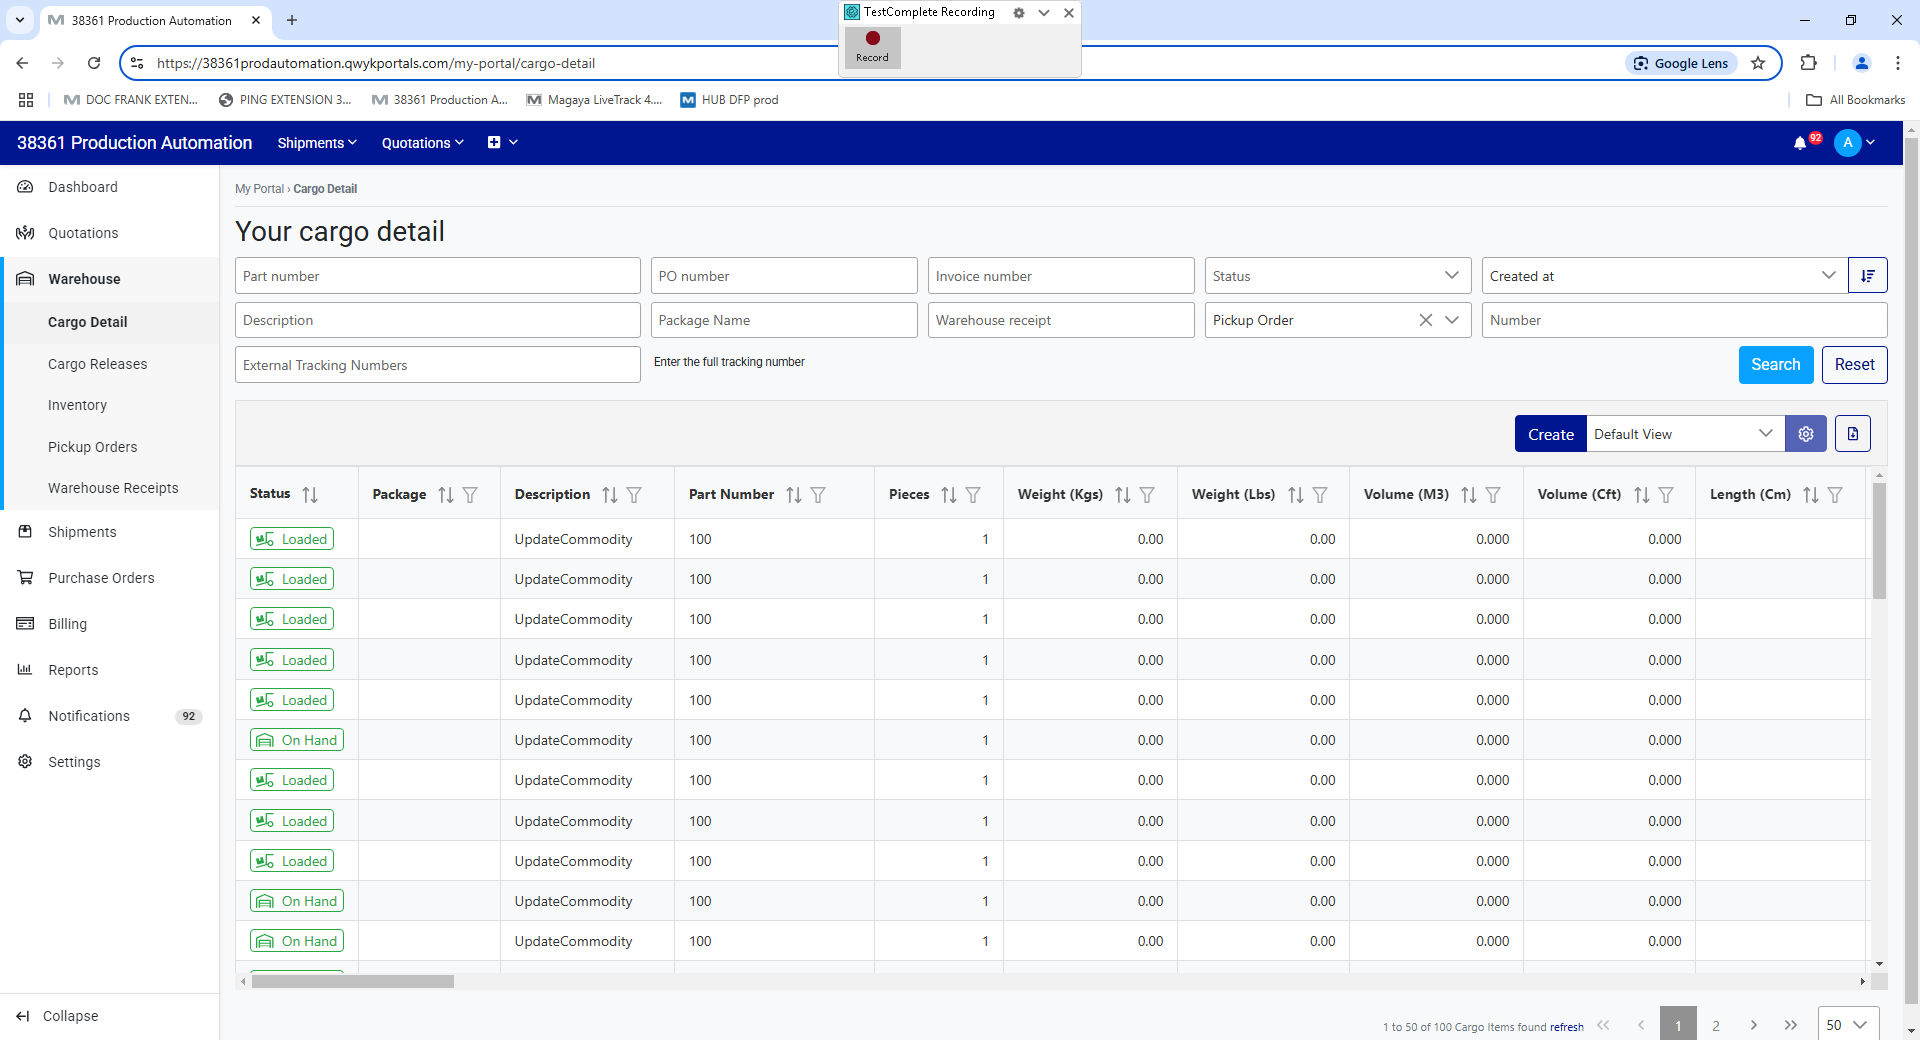 38361 Production Automation
TestComplete Recording
Record
https://38361prodautomation.qwykportals.com/my-portal/cargo-detail
Google Lens
DOC FRANK EXTEN...
PING EXTENSION 3...
38361 Production A...
Magaya LiveTrack 4....
HUB DFP prod
All Bookmarks
38361 Production Automation
Shipments
Quotations
92
A
Dashboard
Quotations
Warehouse
Cargo Detail
Cargo Releases
Inventory
Pickup Orders
Warehouse Receipts
Shipments
Purchase Orders
Billing
Reports
Notifications 92
Settings
Collapse
My Portal › Cargo Detail
Your cargo detail
Part number PO number Invoice number Status Created at
Description Package Name Warehouse receipt Pickup Order Number
External Tracking Numbers Enter the full tracking number Search Reset
Create Default View
Status Package Description Part Number Pieces Weight (Kgs) Weight (Lbs) Volume (M3) Volume (Cft) Length (Cm)
Loaded UpdateCommodity 100 1 0.00 0.00 0.000 0.000
Loaded UpdateCommodity 100 1 0.00 0.00 0.000 0.000
Loaded UpdateCommodity 100 1 0.00 0.00 0.000 0.000
Loaded UpdateCommodity 100 1 0.00 0.00 0.000 0.000
Loaded UpdateCommodity 100 1 0.00 0.00 0.000 0.000
On Hand UpdateCommodity 100 1 0.00 0.00 0.000 0.000
Loaded UpdateCommodity 100 1 0.00 0.00 0.000 0.000
Loaded UpdateCommodity 100 1 0.00 0.00 0.000 0.000
Loaded UpdateCommodity 100 1 0.00 0.00 0.000 0.000
On Hand UpdateCommodity 100 1 0.00 0.00 0.000 0.000
On Hand UpdateCommodity 100 1 0.00 0.00 0.000 0.000
1 to 50 of 100 Cargo Items found refresh 1 2 50